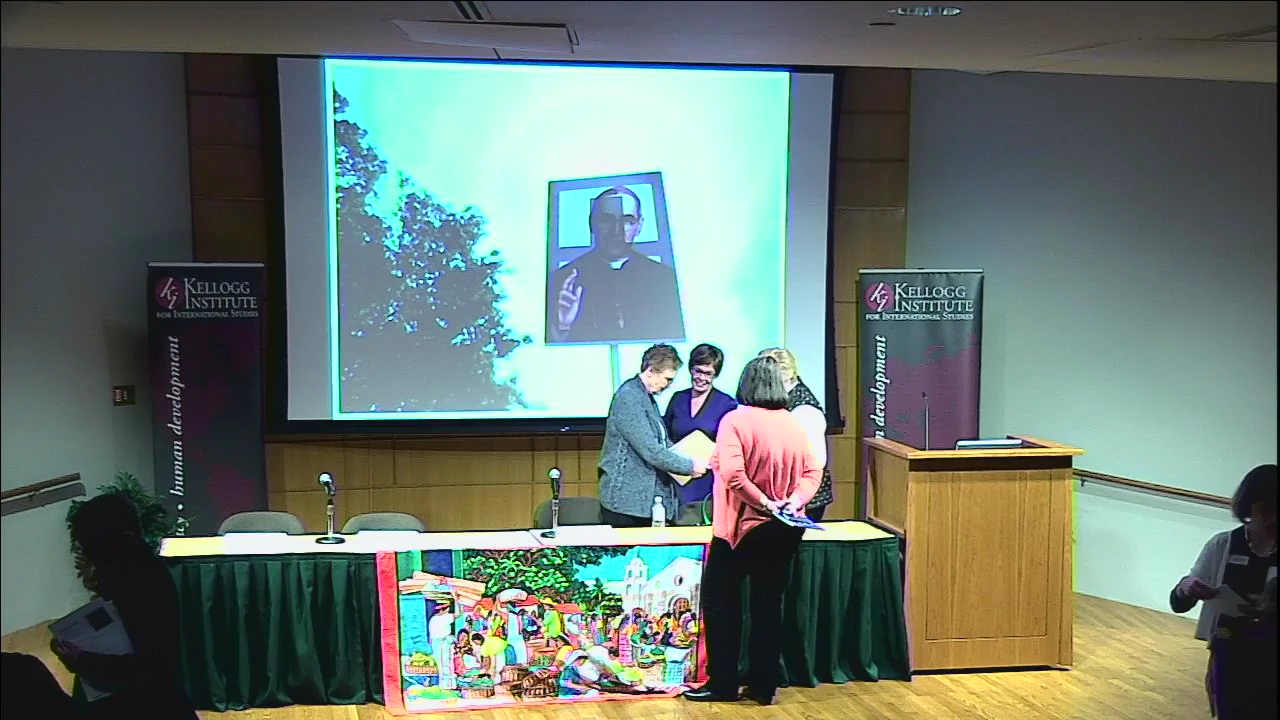 KELLOGG
INSTITUTE
FOR INTERNATIONAL STUDIES
• human development
KELLOGG
INSTITUTE
FOR INTERNATIONAL STUDIES
development